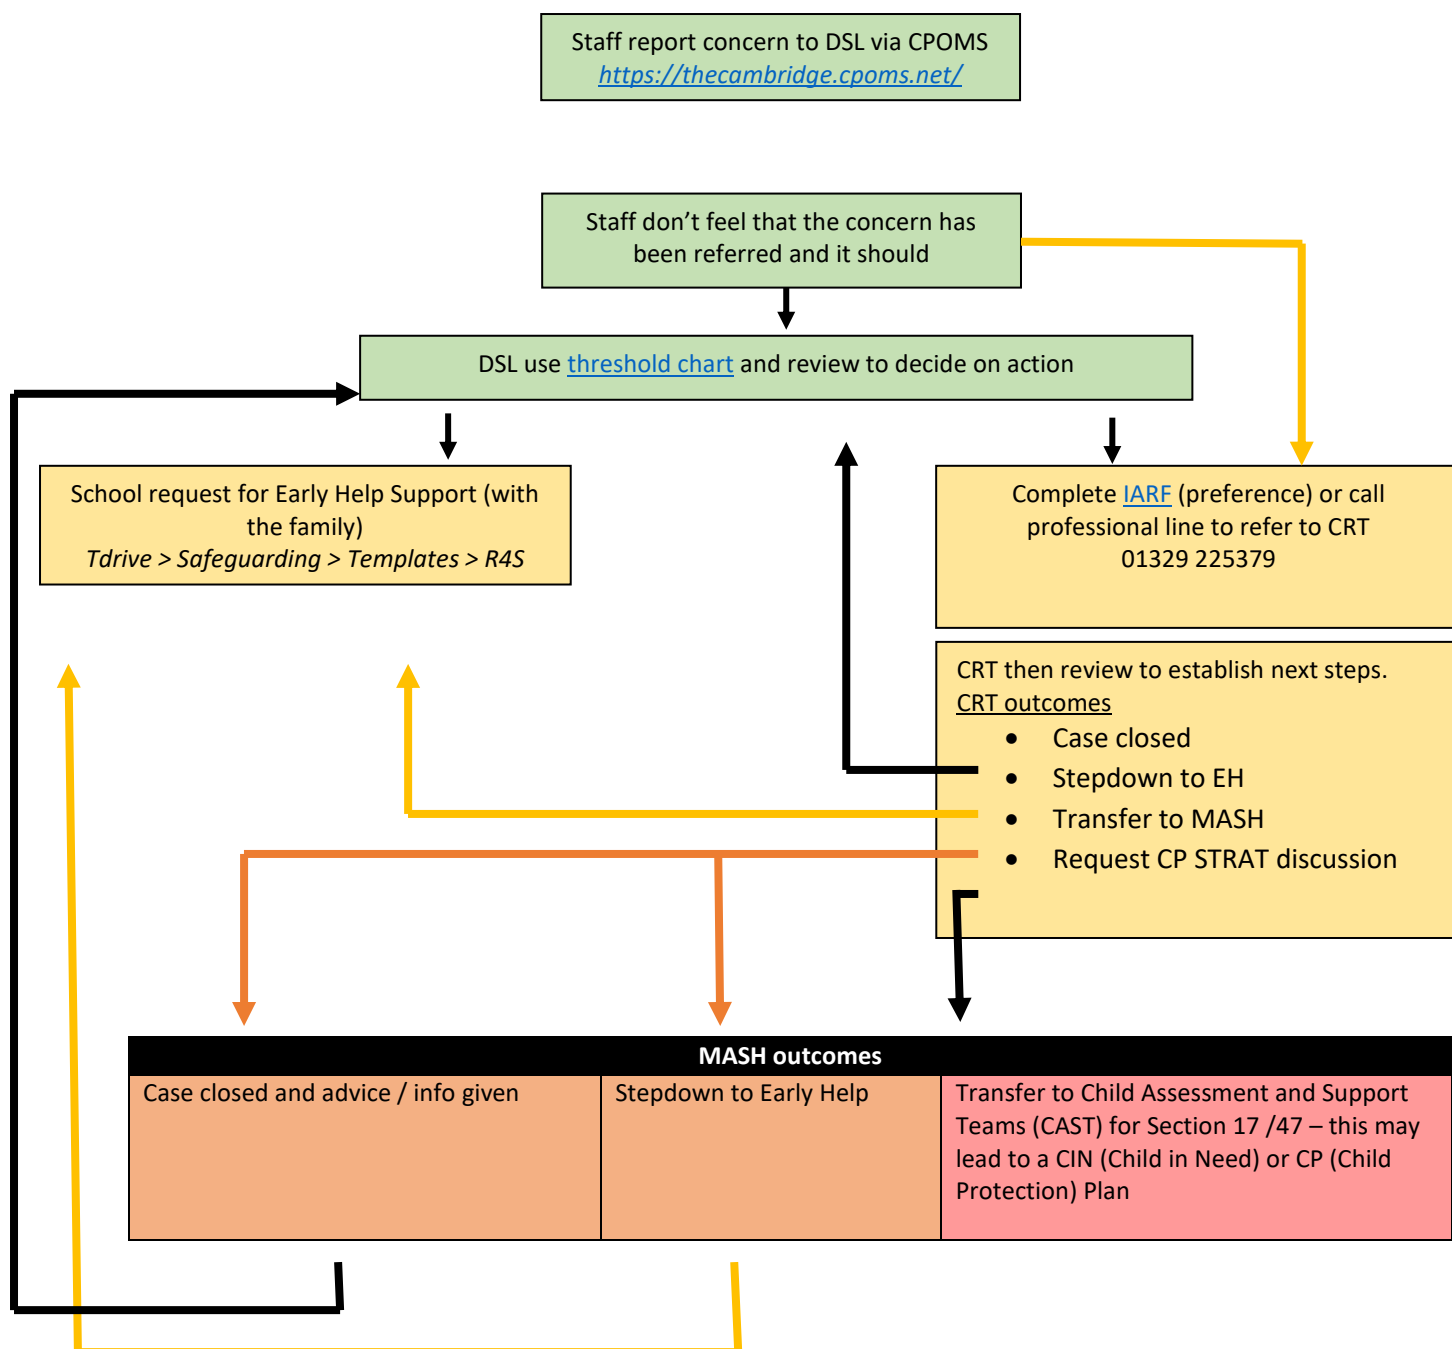 Staff report concern to DSL via CPOMS
https://thecambridge.cpoms.net/
Staff don’t feel that the concern has
been referred and it should
DSL use threshold chart and review to decide on action
School request for Early Help Support (with
the family)
Tdrive > Safeguarding > Templates > R4S
Complete IARF (preference) or call
professional line to refer to CRT
01329 225379
CRT then review to establish next steps.
CRT outcomes
• Case closed
• Stepdown to EH
• Transfer to MASH
• Request CP STRAT discussion
MASH outcomes
Case closed and advice / info given
Stepdown to Early Help
Transfer to Child Assessment and Support
Teams (CAST) for Section 17 /47 – this may
lead to a CIN (Child in Need) or CP (Child
Protection) Plan